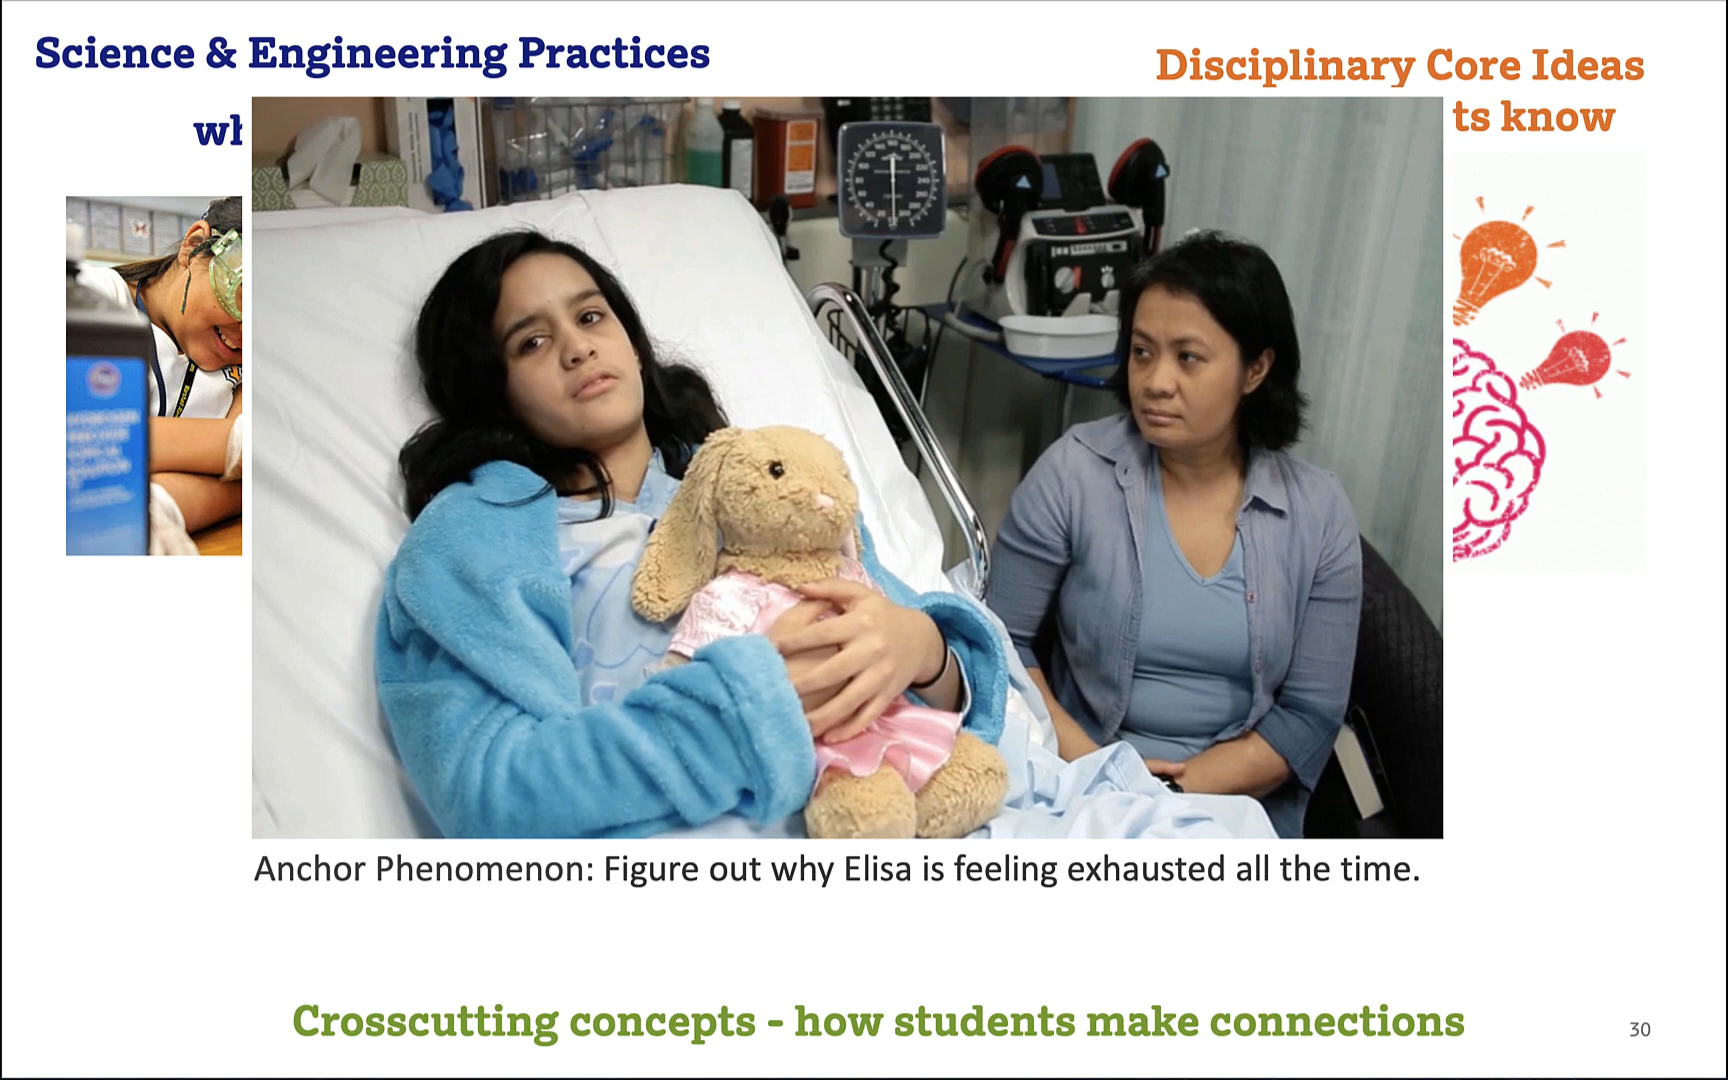 Science & Engineering Practices
Disciplinary Core Ideas
ts know
Anchor Phenomenon: Figure out why Elisa is feeling exhausted all the time.
Crosscutting concepts - how students make connections
30